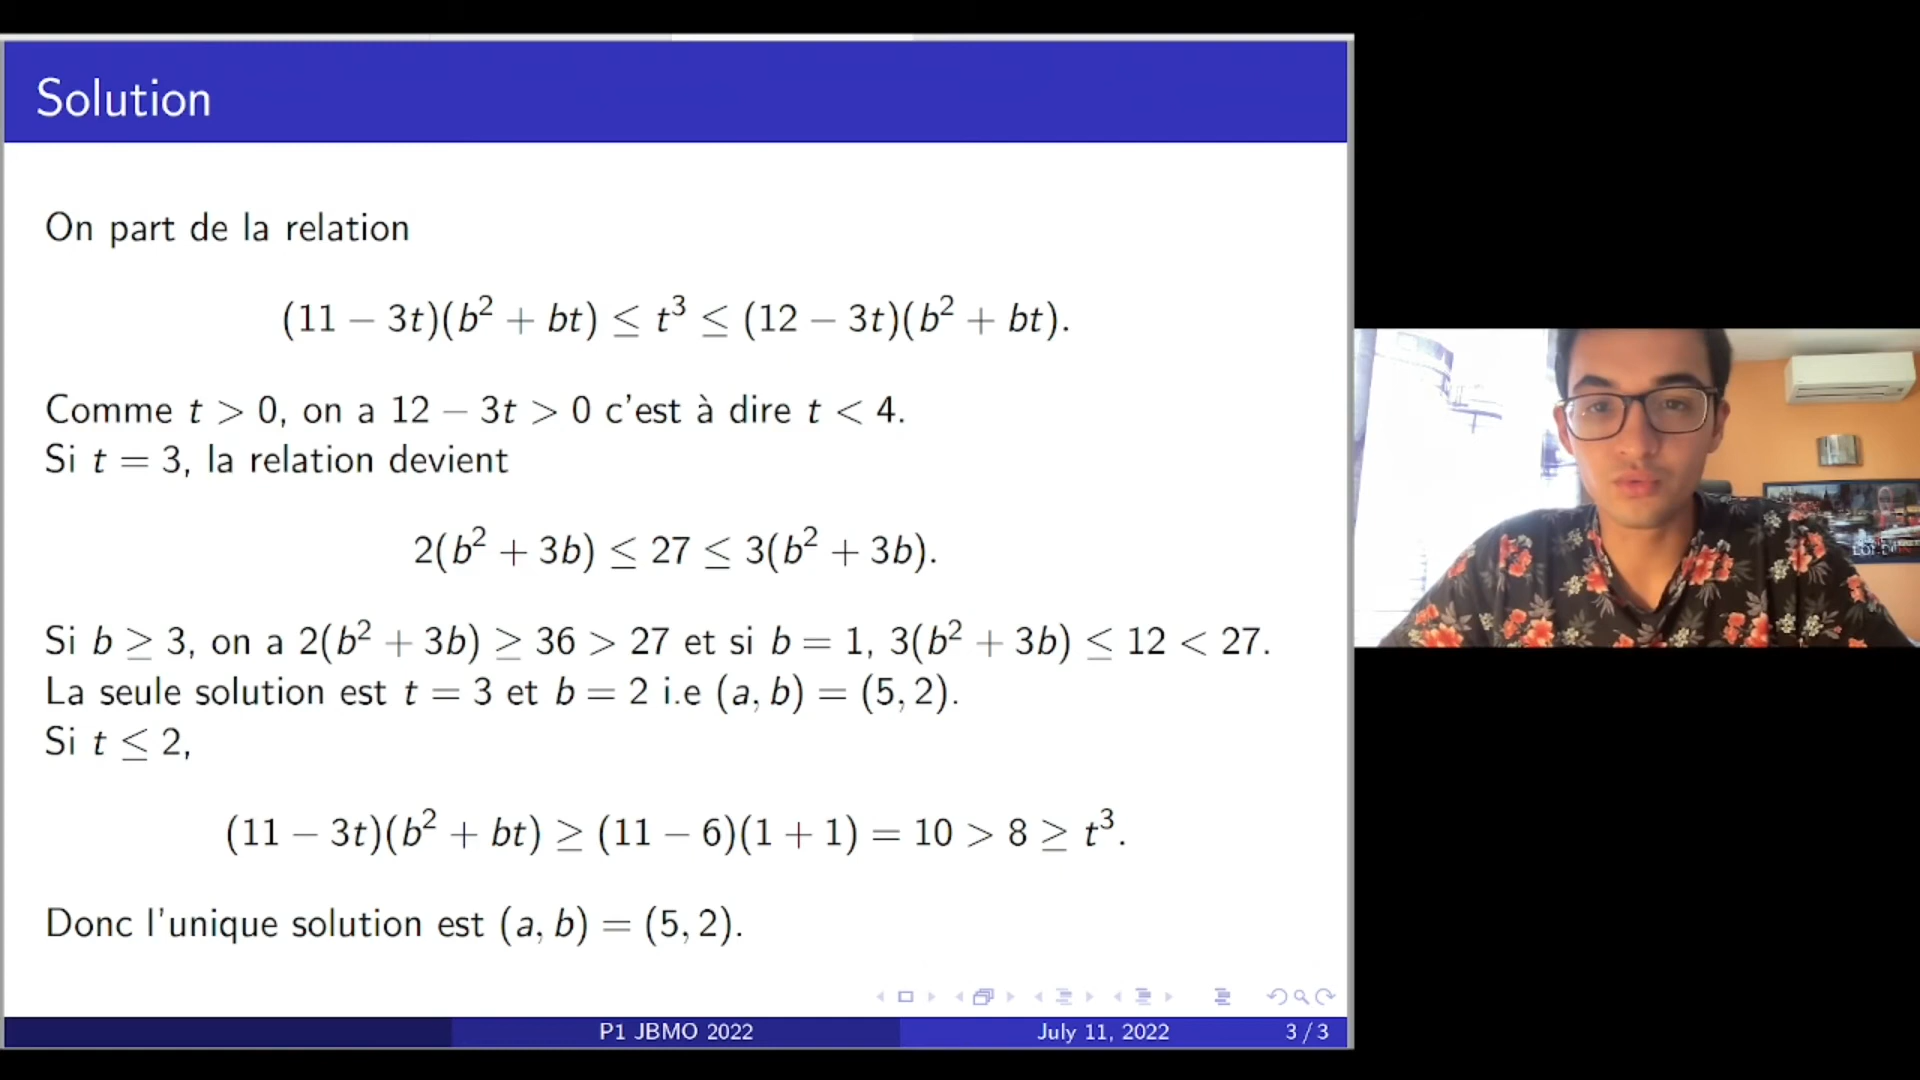 Solution
On part de la relation
(11 − 3t)(b² + bt) ≤ t³ ≤ (12 − 3t)(b² + bt).
Comme t > 0, on a 12 − 3t > 0 c'est à dire t < 4.
Si t = 3, la relation devient
2(b² + 3b) ≤ 27 ≤ 3(b² + 3b).
Si b ≥ 3, on a 2(b² + 3b) ≥ 36 > 27 et si b = 1, 3(b² + 3b) ≤ 12 < 27.
La seule solution est t = 3 et b = 2 i.e (a, b) = (5, 2).
Si t ≤ 2,
(11 − 3t)(b² + bt) ≥ (11 − 6)(1 + 1) = 10 > 8 ≥ t³.
Donc l'unique solution est (a, b) = (5, 2).
P1 JBMO 2022 July 11, 2022 3 / 3
LONDON